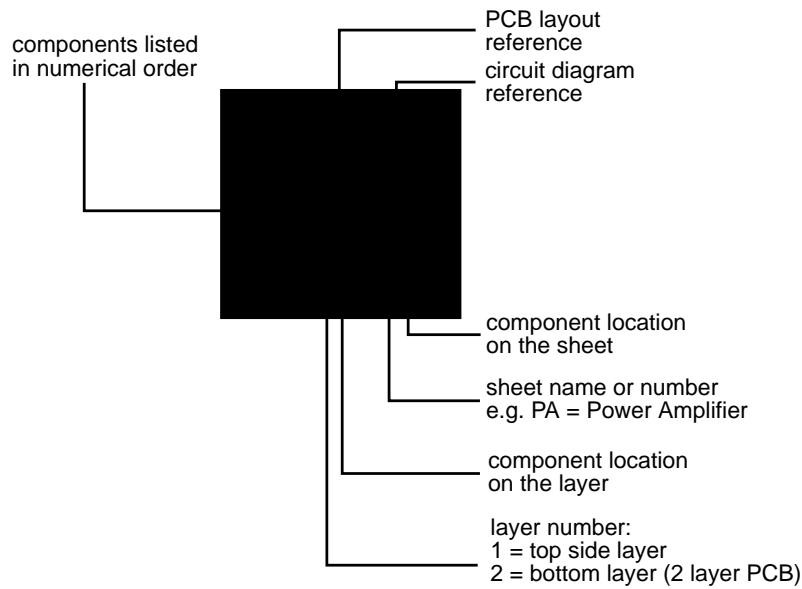 PCB layout
reference
components listed
in numerical order
circuit diagram
reference
component location
on the sheet
sheet name or number
e.g. PA = Power Amplifier
component location
on the layer
layer number:
1 = top side layer
2 = bottom layer (2 layer PCB)